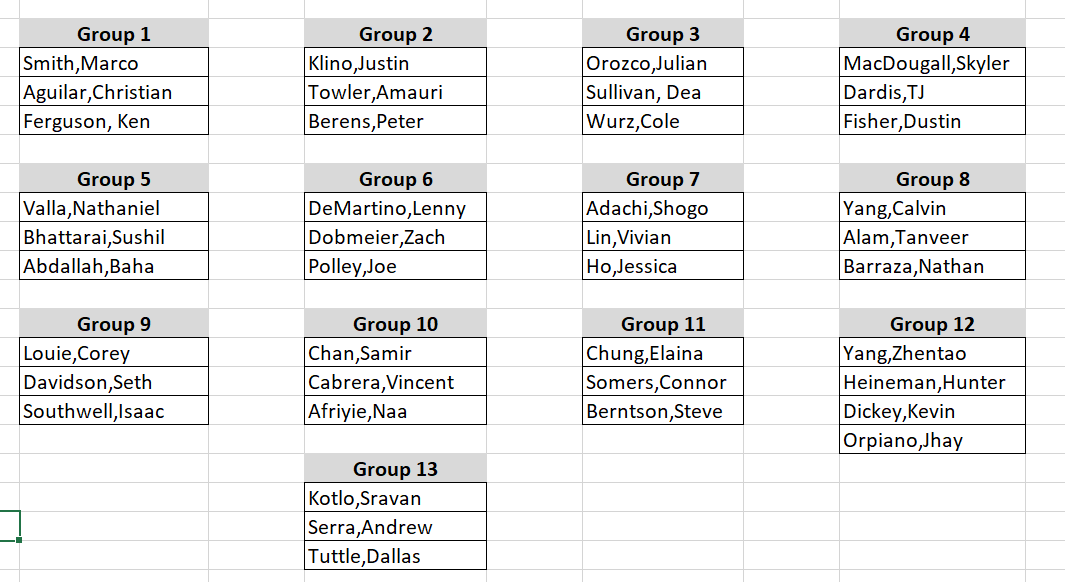 Group 1 Group 2 Group 3 Group 4
Smith,Marco Klino,Justin Orozco,Julian MacDougall,Skyler
Aguilar,Christian Towler,Amauri Sullivan, Dea Dardis,TJ
Ferguson, Ken Berens,Peter Wurz,Cole Fisher,Dustin
Group 5 Group 6 Group 7 Group 8
Valla,Nathaniel DeMartino,Lenny Adachi,Shogo Yang,Calvin
Bhattarai,Sushil Dobmeier,Zach Lin,Vivian Alam,Tanveer
Abdallah,Baha Polley,Joe Ho,Jessica Barraza,Nathan
Group 9 Group 10 Group 11 Group 12
Louie,Corey Chan,Samir Chung,Elaina Yang,Zhentao
Davidson,Seth Cabrera,Vincent Somers,Connor Heineman,Hunter
Southwell,Isaac Afriyie,Naa Berntson,Steve Dickey,Kevin
Orpiano,Jhay
Group 13
Kotlo,Sravan
Serra,Andrew
Tuttle,Dallas